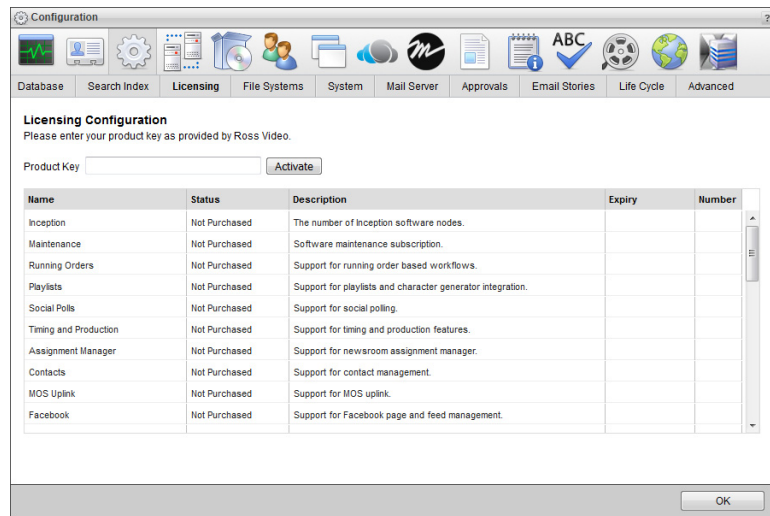 Configuration
?
ABC
Database Search Index Licensing File Systems System Mail Server Approvals Email Stories Life Cycle Advanced
Licensing Configuration
Please enter your product key as provided by Ross Video.
Product Key Activate
Name Status Description Expiry Number
Inception Not Purchased The number of Inception software nodes.
Maintenance Not Purchased Software maintenance subscription.
Running Orders Not Purchased Support for running order based workflows.
Playlists Not Purchased Support for playlists and character generator integration.
Social Polls Not Purchased Support for social polling.
Timing and Production Not Purchased Support for timing and production features.
Assignment Manager Not Purchased Support for newsroom assignment manager.
Contacts Not Purchased Support for contact management.
MOS Uplink Not Purchased Support for MOS uplink.
Facebook Not Purchased Support for Facebook page and feed management.
OK